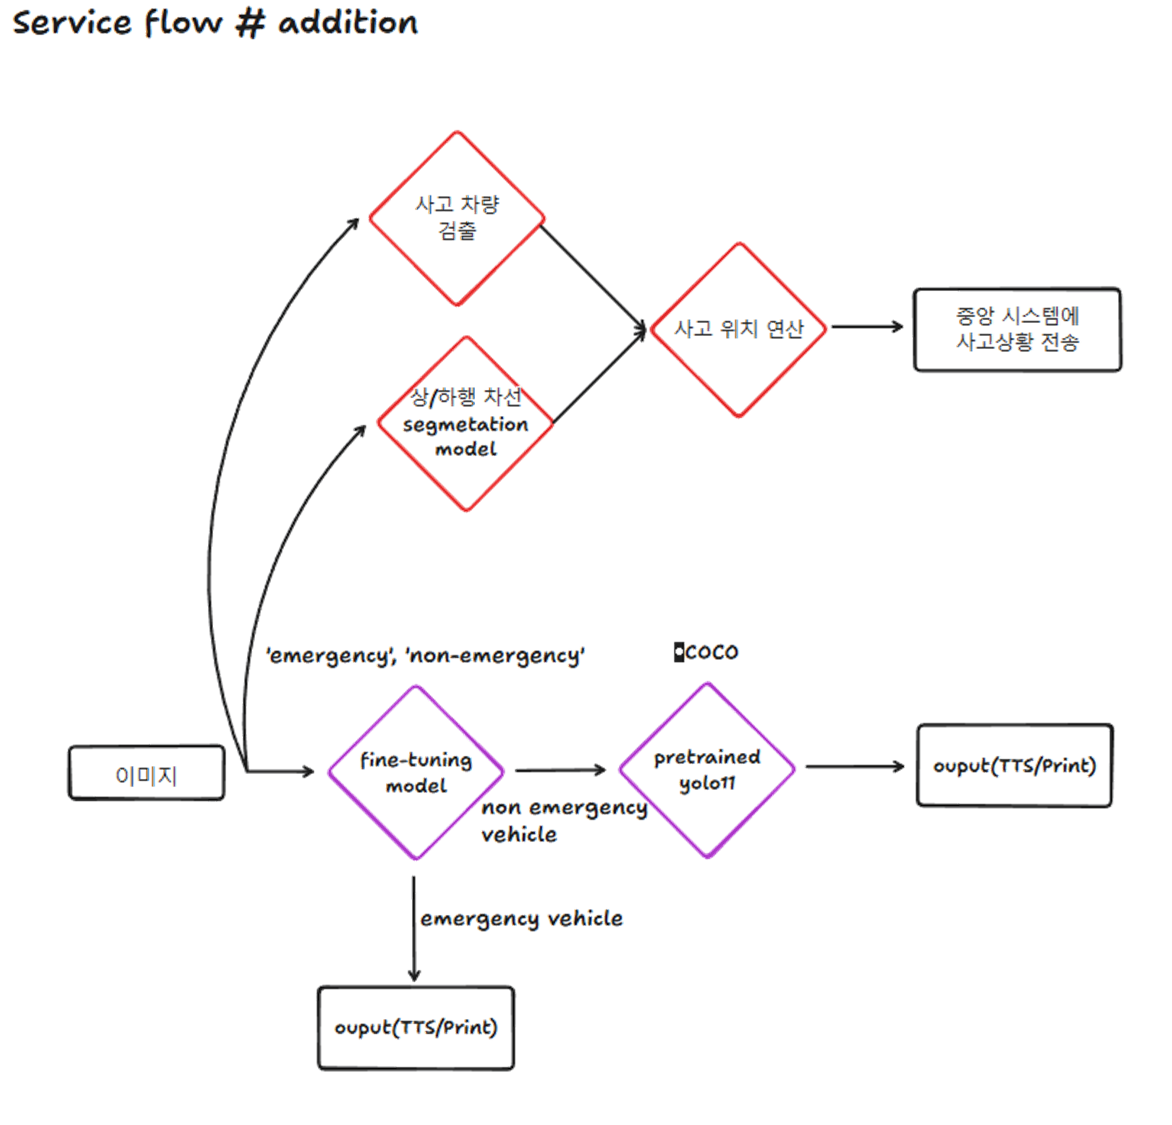 Service flow # addition
사고 차량
검출
사고 위치 연산
중앙 시스템에
사고상황 전송
상/하행 차선
segmetation
model
'emergency', 'non-emergency'
COCO
이미지
fine-tuning
model
pretrained
yolo11
ouput(TTS/Print)
non emergency
vehicle
emergency vehicle
ouput(TTS/Print)